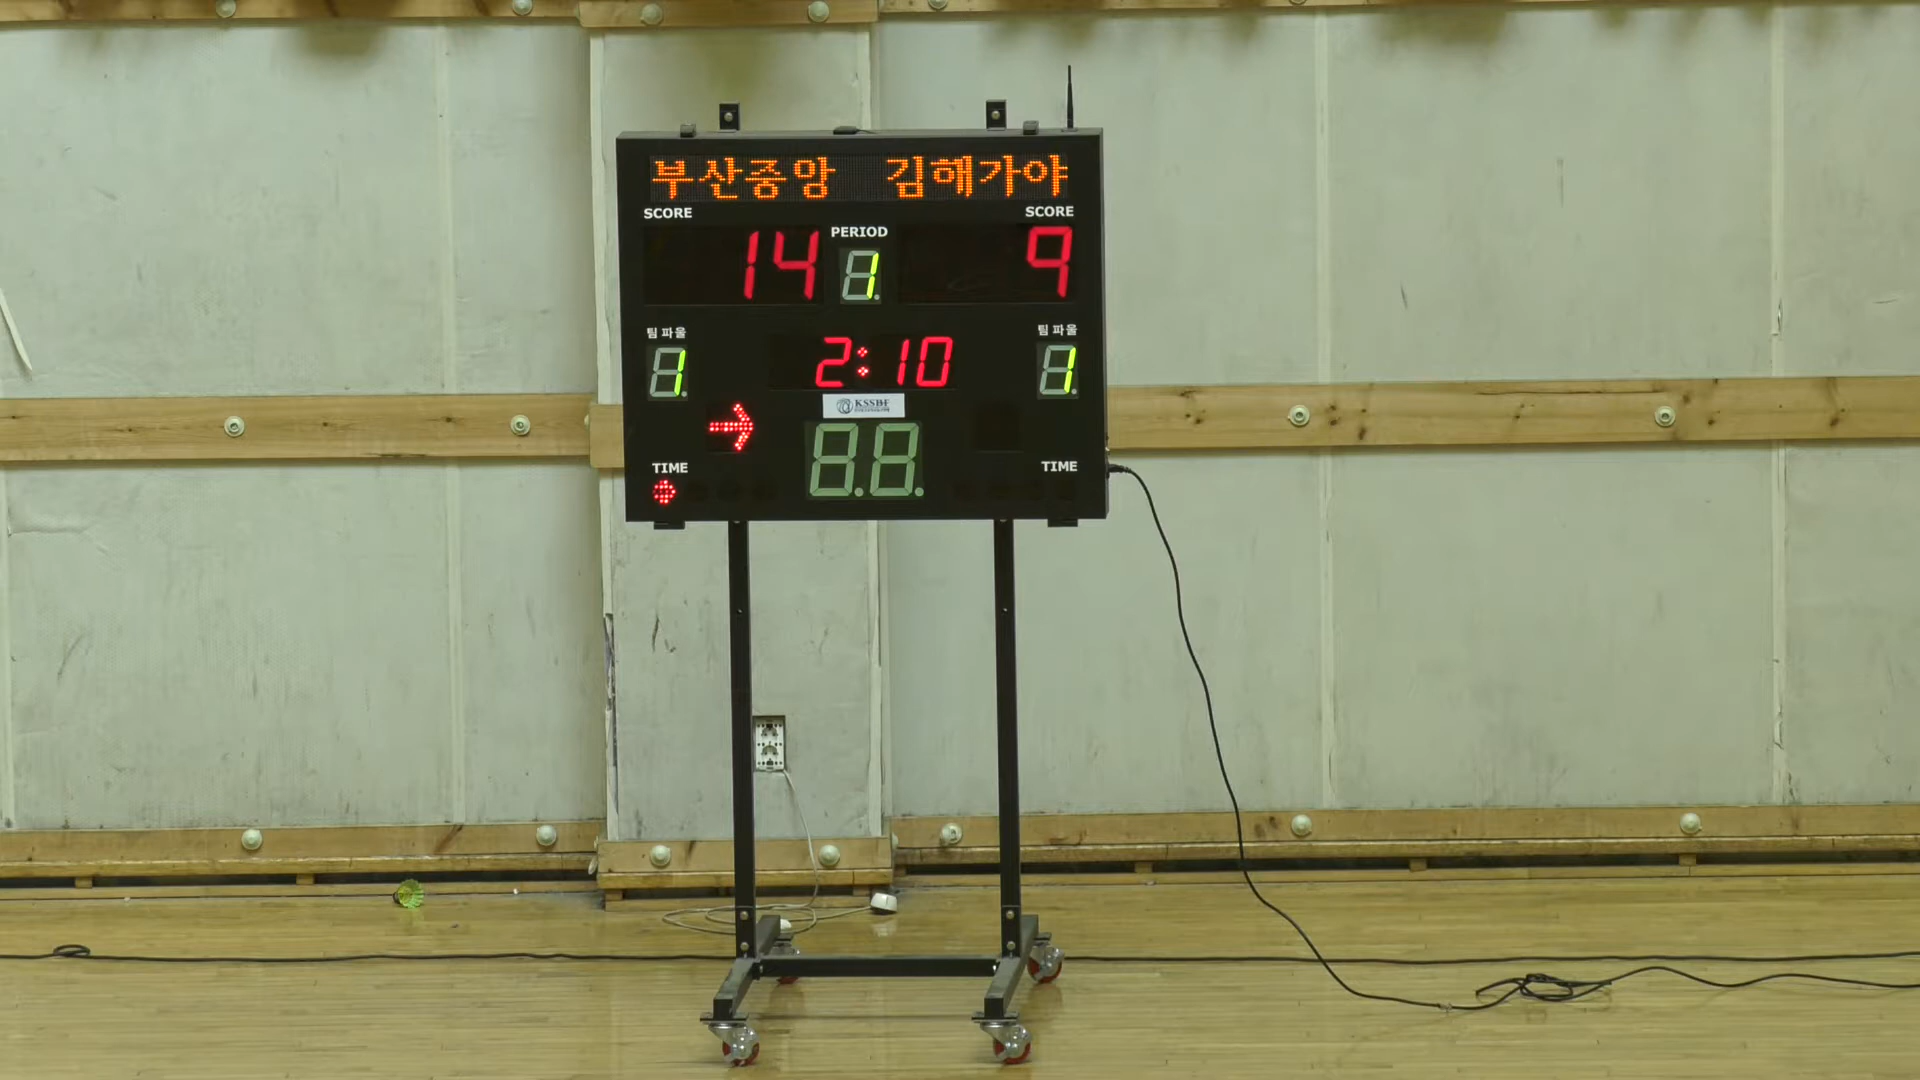 부산중앙 김해가야
SCORE SCORE
PERIOD
14 1 9
팀 파울 팀 파울
1 2:10 1
KSSBF
TIME TIME